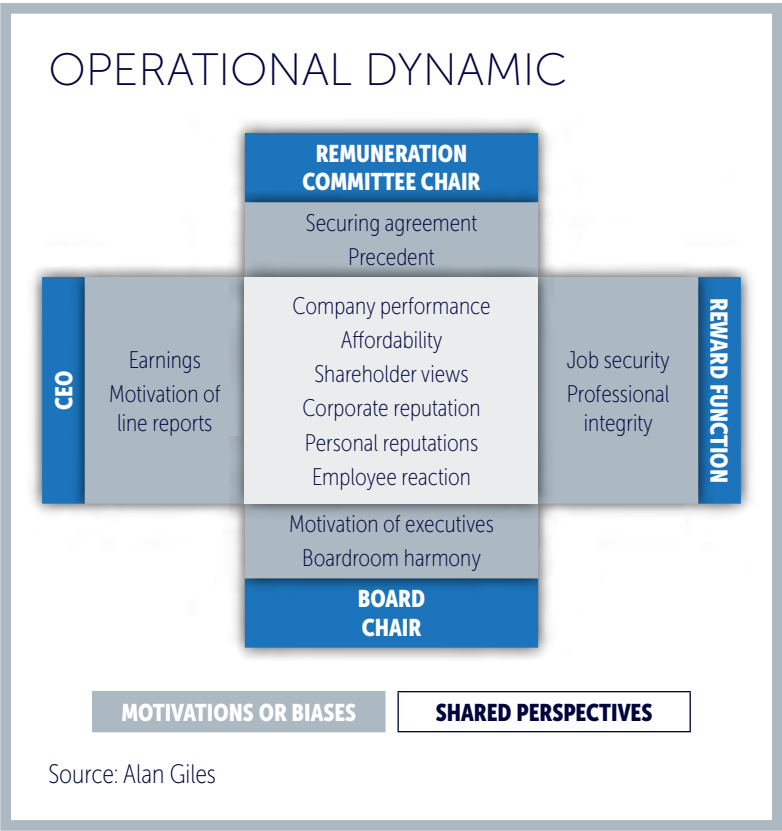 OPERATIONAL DYNAMIC
REMUNERATION
COMMITTEE CHAIR
Securing agreement
Precedent
CEO
Earnings
Motivation of
line reports
Company performance
Affordability
Shareholder views
Corporate reputation
Personal reputations
Employee reaction
Job security
Professional
integrity
REWARD FUNCTION
Motivation of executives
Boardroom harmony
BOARD
CHAIR
MOTIVATIONS OR BIASES
SHARED PERSPECTIVES
Source: Alan Giles